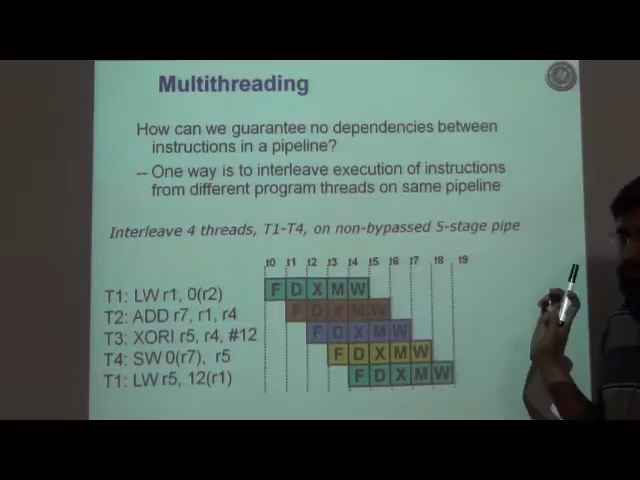 Multithreading
How can we guarantee no dependencies between
instructions in a pipeline?
-- One way is to interleave execution of instructions
from different program threads on same pipeline
Interleave 4 threads, T1-T4, on non-bypassed 5-stage pipe
t0 t1 t2 t3 t4 t5 t6 t7 t8 t9
T1: LW r1, 0(r2) F D X M W
T2: ADD r7, r1, r4 F D X M W
T3: XORI r5, r4, #12 F D X M W
T4: SW 0(r7), r5 F D X M W
T1: LW r5, 12(r1) F D X M W